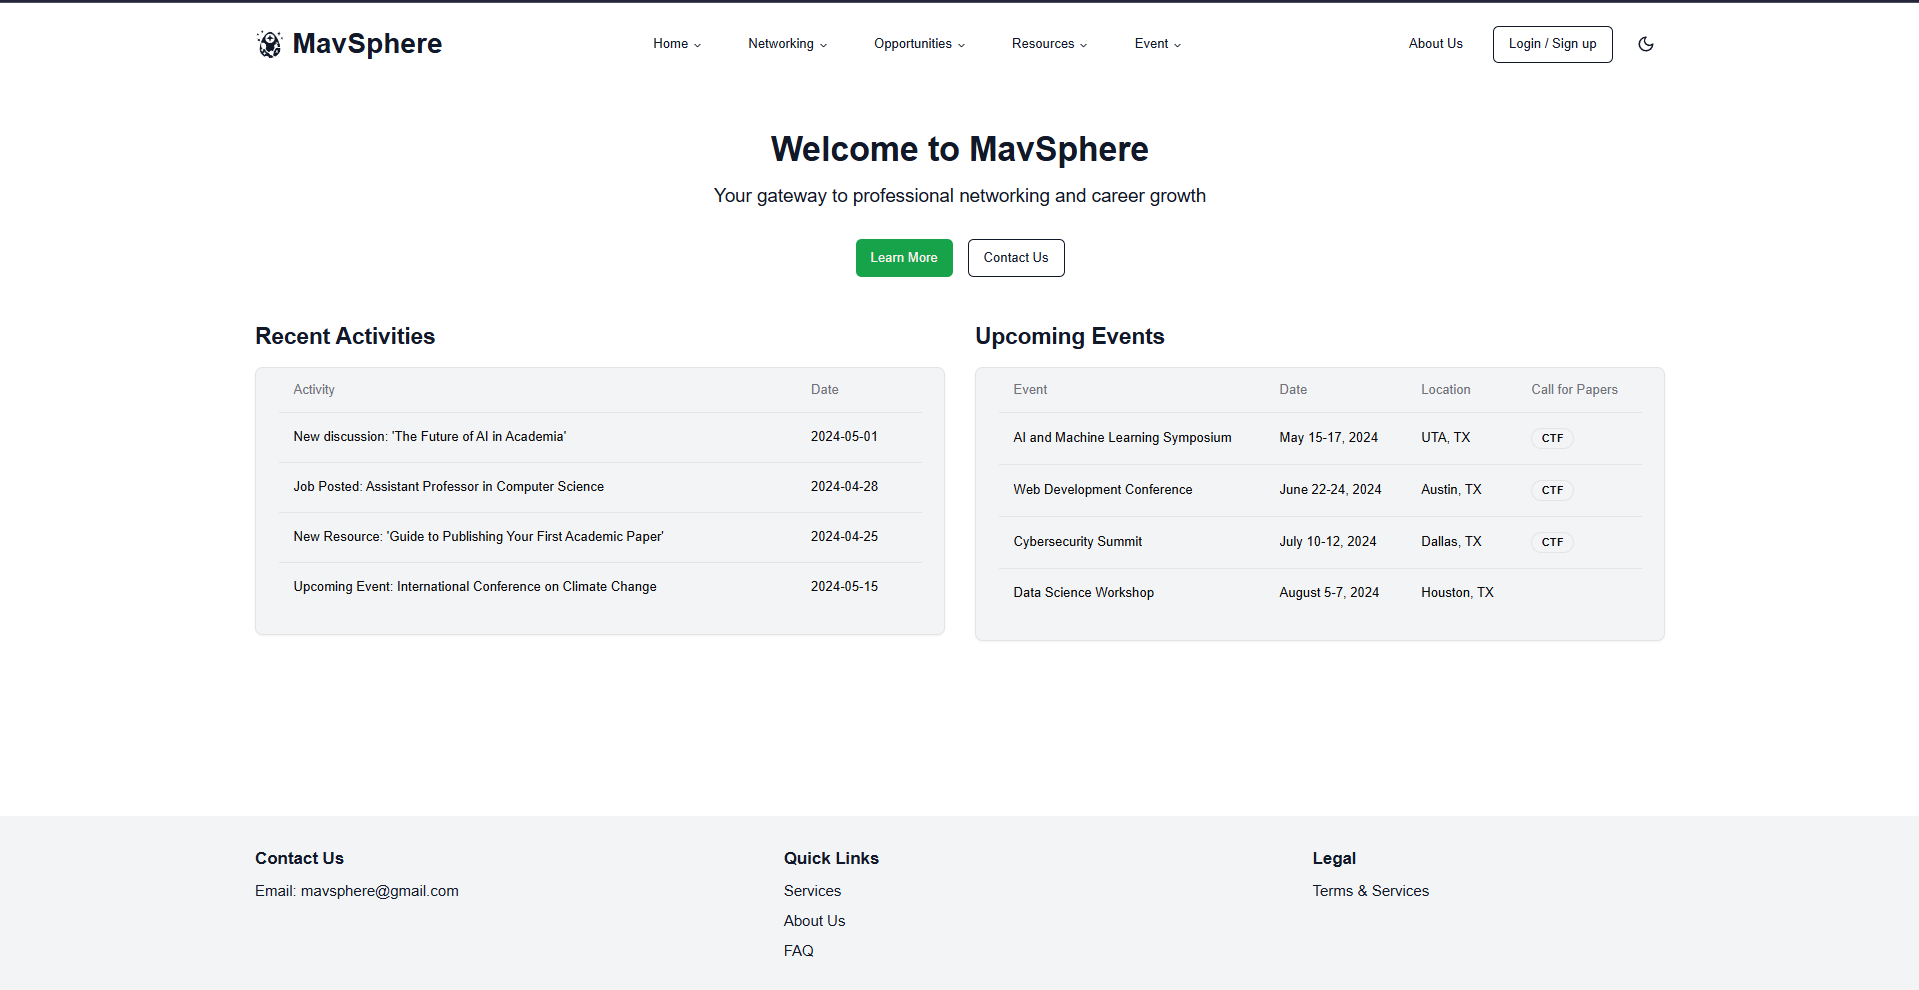 MavSphere
Home
Networking
Opportunities
Resources
Event
About Us
Login / Sign up
Welcome to MavSphere
Your gateway to professional networking and career growth
Learn More
Contact Us
Recent Activities
Activity Date
New discussion: 'The Future of AI in Academia' 2024-05-01
Job Posted: Assistant Professor in Computer Science 2024-04-28
New Resource: 'Guide to Publishing Your First Academic Paper' 2024-04-25
Upcoming Event: International Conference on Climate Change 2024-05-15
Upcoming Events
Event Date Location Call for Papers
AI and Machine Learning Symposium May 15-17, 2024 UTA, TX CTF
Web Development Conference June 22-24, 2024 Austin, TX CTF
Cybersecurity Summit July 10-12, 2024 Dallas, TX CTF
Data Science Workshop August 5-7, 2024 Houston, TX
Contact Us
Email: mavsphere@gmail.com
Quick Links
Services
About Us
FAQ
Legal
Terms & Services